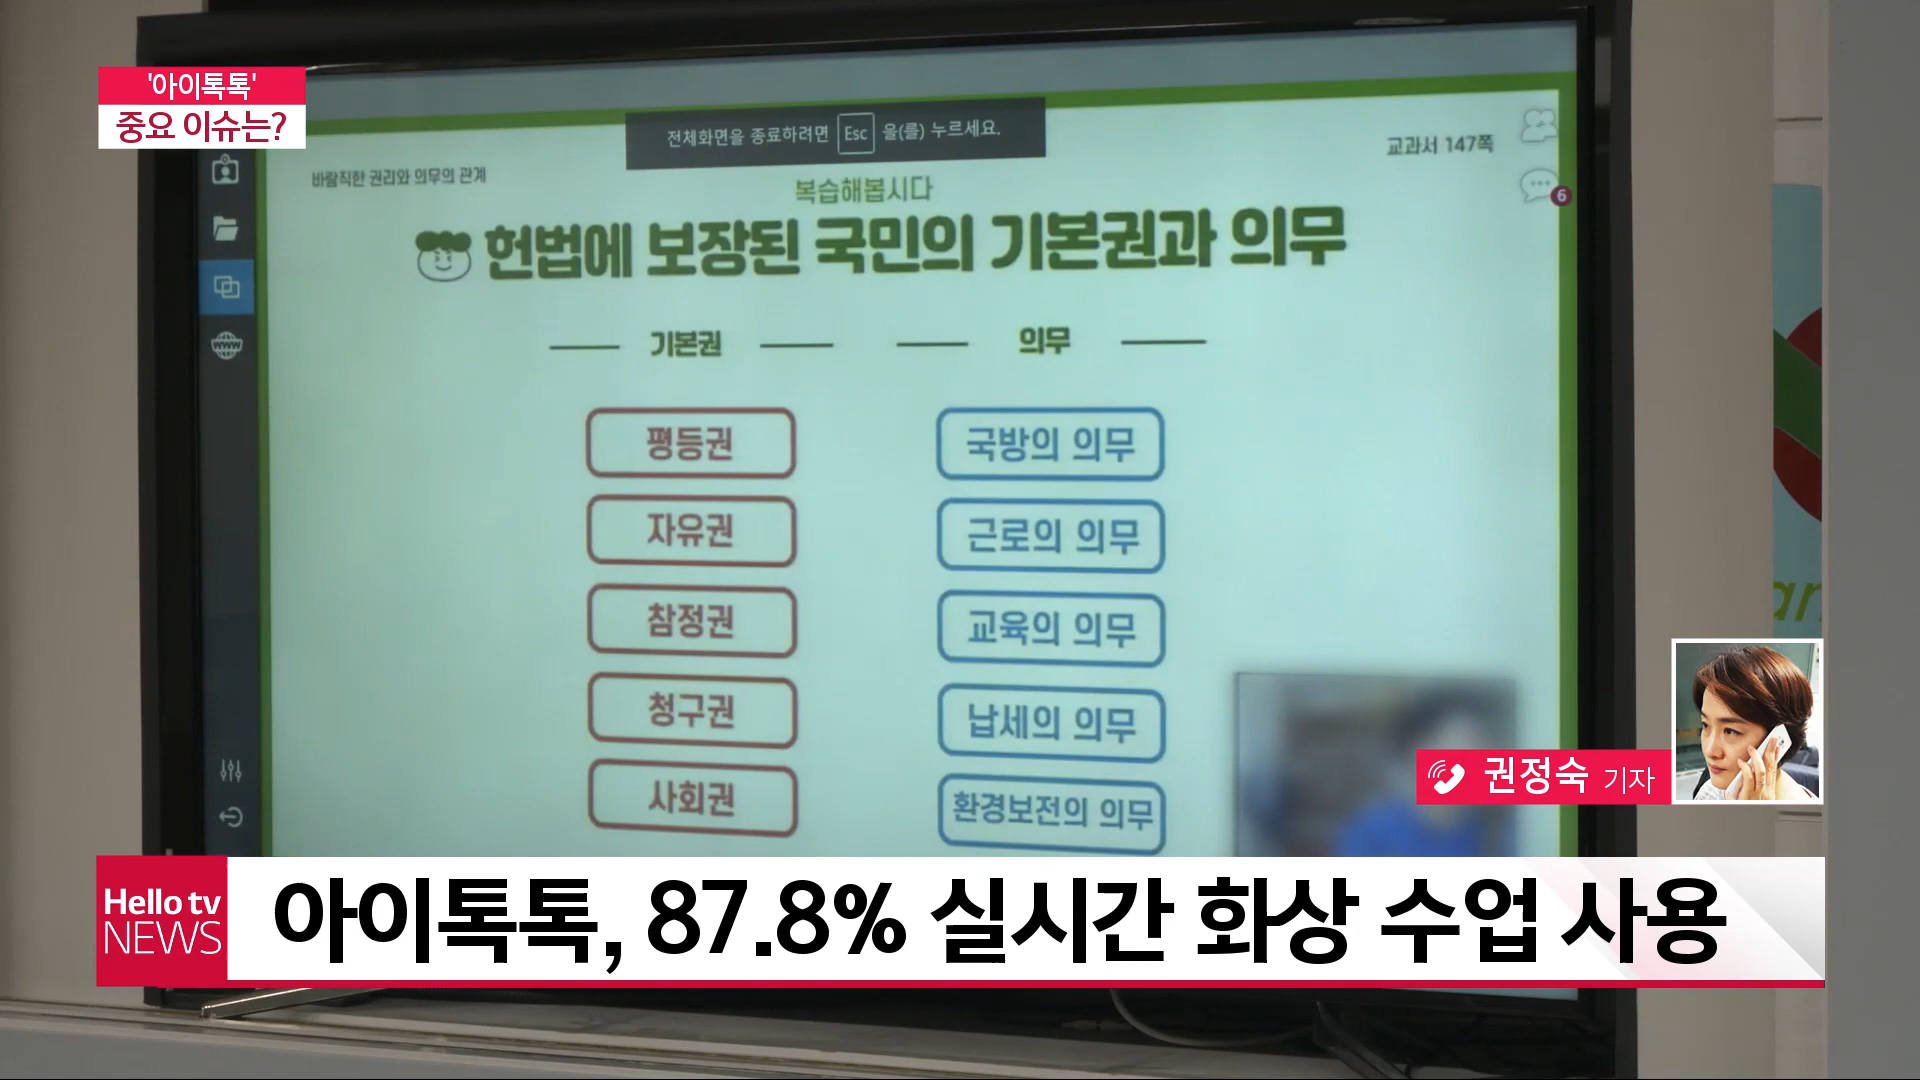 '아이톡톡'
중요 이슈는?
전체화면을 종료하려면 Esc 을(를) 누르세요.
교과서 147쪽
바람직한 권리와 의무의 관계
6
복습해봅시다
헌법에 보장된 국민의 기본권과 의무
기본권
의무
평등권
국방의 의무
자유권
근로의 의무
참정권
교육의 의무
청구권
납세의 의무
사회권
환경보전의 의무
ar
권정숙 기자
Hello tv
NEWS
아이톡톡, 87.8% 실시간 화상 수업 사용